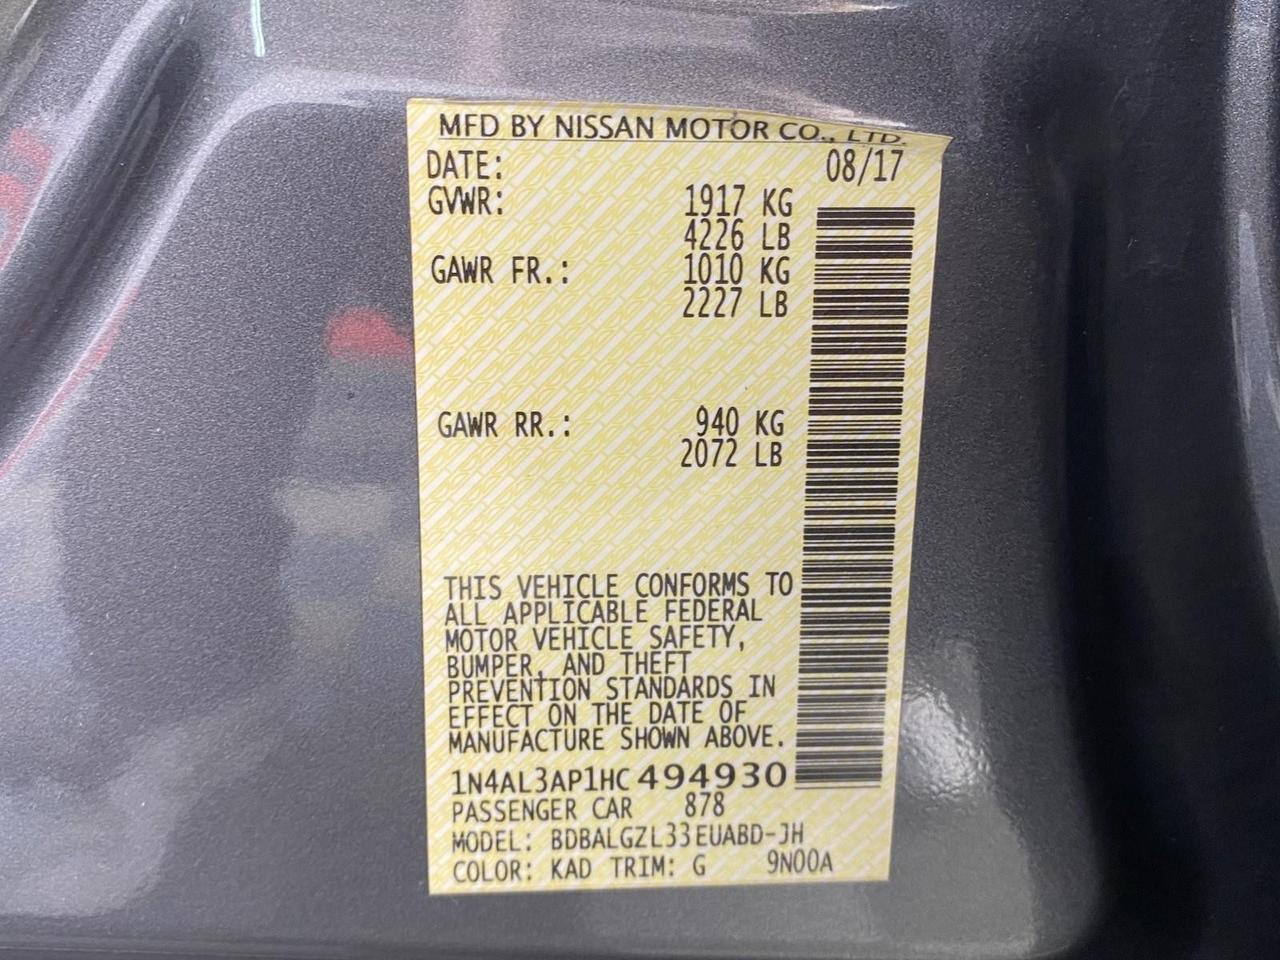 MFD BY NISSAN MOTOR CO., LTD.
DATE: 08/17
GVWR: 1917 KG
4226 LB
GAWR FR.: 1010 KG
2227 LB
GAWR RR.: 940 KG
2072 LB
THIS VEHICLE CONFORMS TO
ALL APPLICABLE FEDERAL
MOTOR VEHICLE SAFETY,
BUMPER, AND THEFT
PREVENTION STANDARDS IN
EFFECT ON THE DATE OF
MANUFACTURE SHOWN ABOVE.
1N4AL3AP1HC494930
PASSENGER CAR 878
MODEL: BDBALGZL33EUABD-JH
COLOR: KAD TRIM: G 9N00A